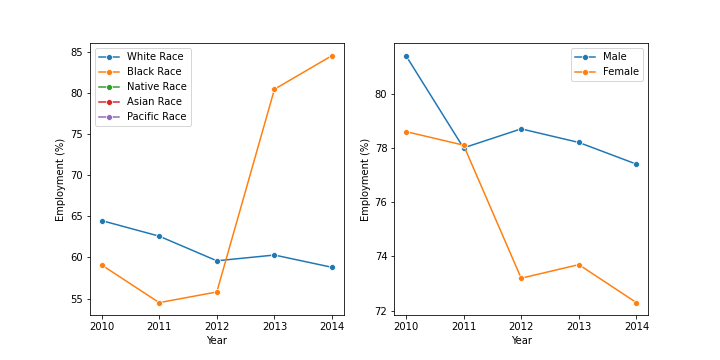 White Race
Black Race
Native Race
Asian Race
Pacific Race
85
80
75
70
65
60
55
Employment (%)
2010 2011 2012 2013 2014
Year
Male
Female
80
78
76
74
72
Employment (%)
2010 2011 2012 2013 2014
Year